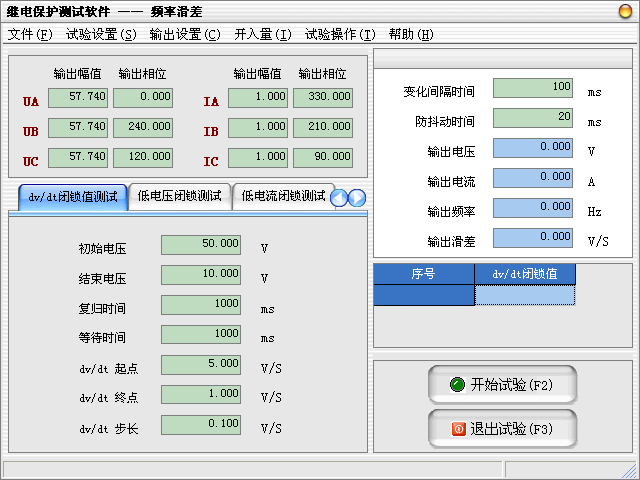 继电保护测试软件 —— 频率滑差
文件(F) 试验设置(S) 输出设置(C) 开入量(I) 试验操作(T) 帮助(H)
输出幅值 输出相位 输出幅值 输出相位
UA 57.740 0.000 IA 1.000 330.000
UB 57.740 240.000 IB 1.000 210.000
UC 57.740 120.000 IC 1.000 90.000
dv/dt闭锁值测试 低电压闭锁测试 低电流闭锁测试
初始电压 50.000 V
结束电压 10.000 V
复归时间 1000 ms
等待时间 1000 ms
dv/dt 起点 5.000 V/S
dv/dt 终点 1.000 V/S
dv/dt 步长 0.100 V/S
变化间隔时间 100 ms
防抖动时间 20 ms
输出电压 0.000 V
输出电流 0.000 A
输出频率 0.000 Hz
输出滑差 0.000 V/S
序号 dv/dt闭锁值
开始试验(F2)
退出试验(F3)